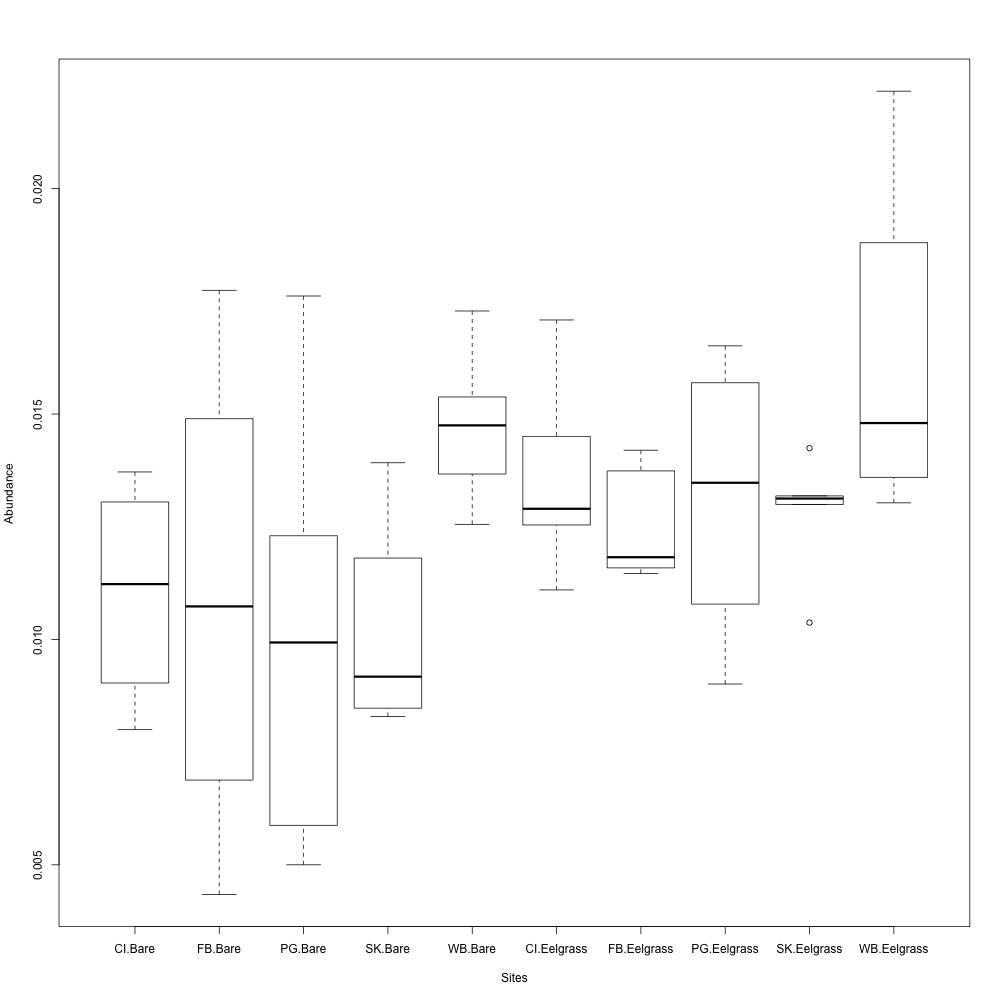 Abundance
0.020
0.015
0.010
0.005
CI.Bare FB.Bare PG.Bare SK.Bare WB.Bare CI.Eelgrass FB.Eelgrass PG.Eelgrass SK.Eelgrass WB.Eelgrass
Sites